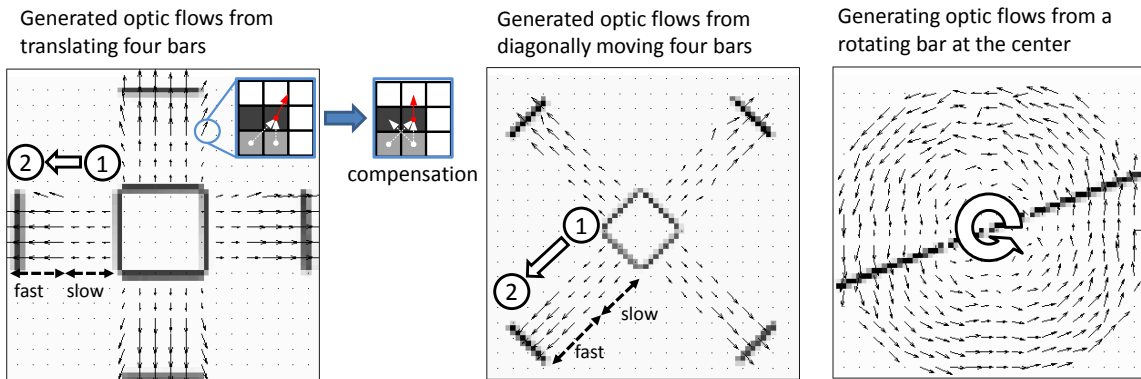 Generated optic flows from
translating four bars
2
1
fast
slow
compensation
Generated optic flows from
diagonally moving four bars
1
2
slow
fast
Generating optic flows from a
rotating bar at the center